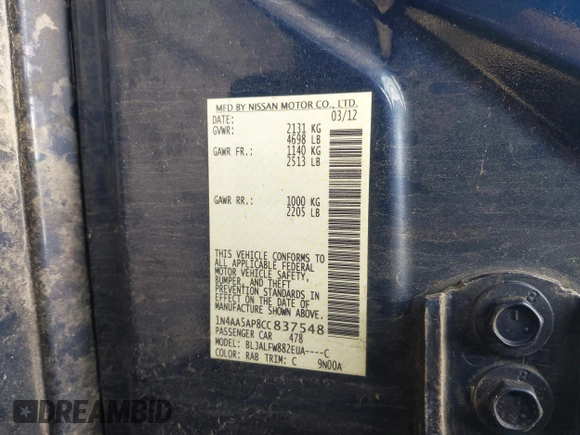 MFD BY NISSAN MOTOR CO., LTD.
DATE: 03/12
GVWR: 2131 KG
4698 LB
GAWR FR.: 1140 KG
2513 LB
GAWR RR.: 1000 KG
2205 LB
THIS VEHICLE CONFORMS TO
ALL APPLICABLE FEDERAL
MOTOR VEHICLE SAFETY,
BUMPER, AND THEFT
PREVENTION STANDARDS IN
EFFECT ON THE DATE OF
MANUFACTURE SHOWN ABOVE.
1N4AA5AP8CC837548
PASSENGER CAR 478
MODEL: BLJALFW882EUA----C
COLOR: RAB TRIM: C 9N00A
DREAMBID